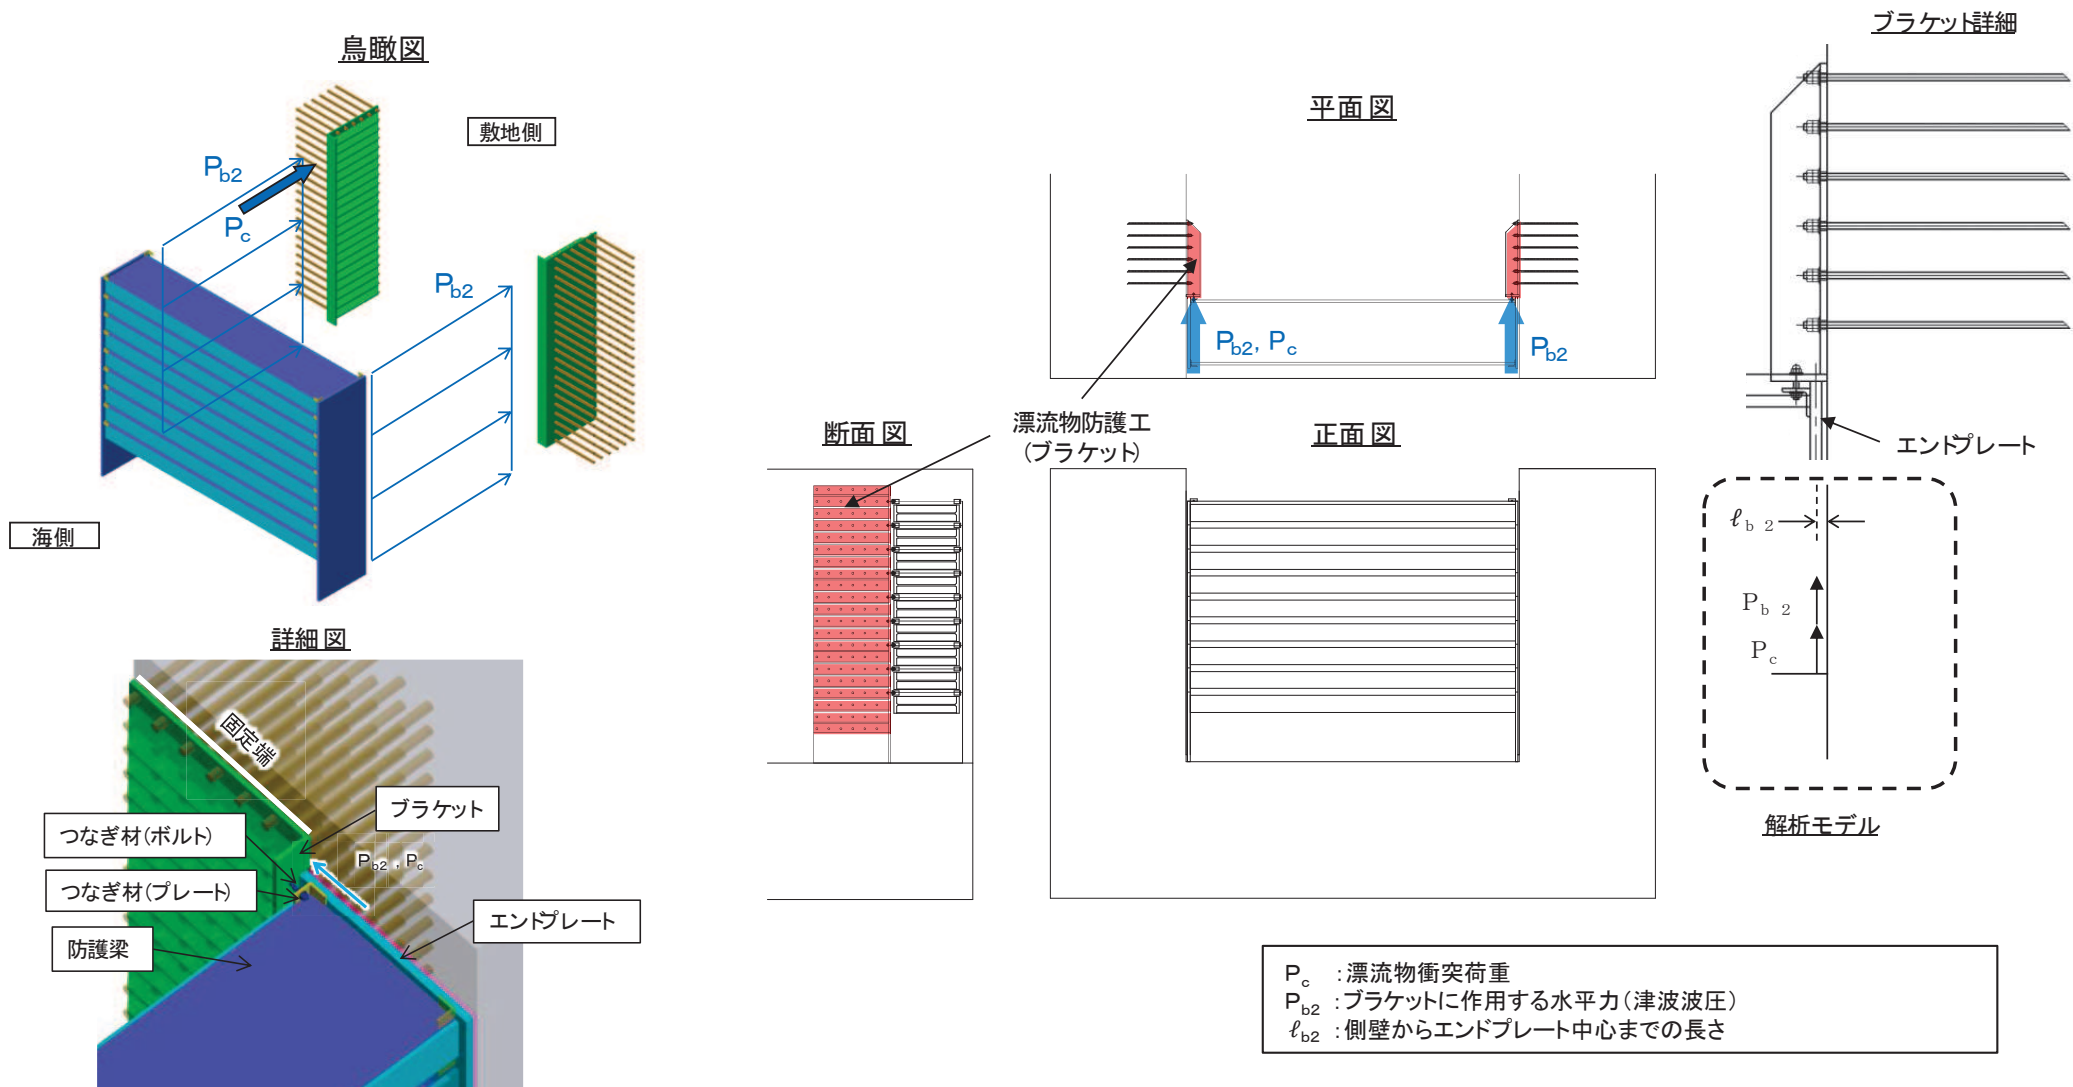 鳥瞰図
敷地側
Pb2
Pc
Pb2
海側
詳細図
固定端
ブラケット
つなぎ材(ボルト)
Pb2 , Pc
つなぎ材(プレート)
エンドプレート
防護梁
平面図
Pb2, Pc
Pb2
漂流物防護工
(ブラケット)
断面図
正面図
ブラケット詳細
エンドプレート
ℓb2
Pb2
Pc
解析モデル
Pc :漂流物衝突荷重
Pb2 :ブラケットに作用する水平力(津波波圧)
ℓb2 :側壁からエンドプレート中心までの長さ